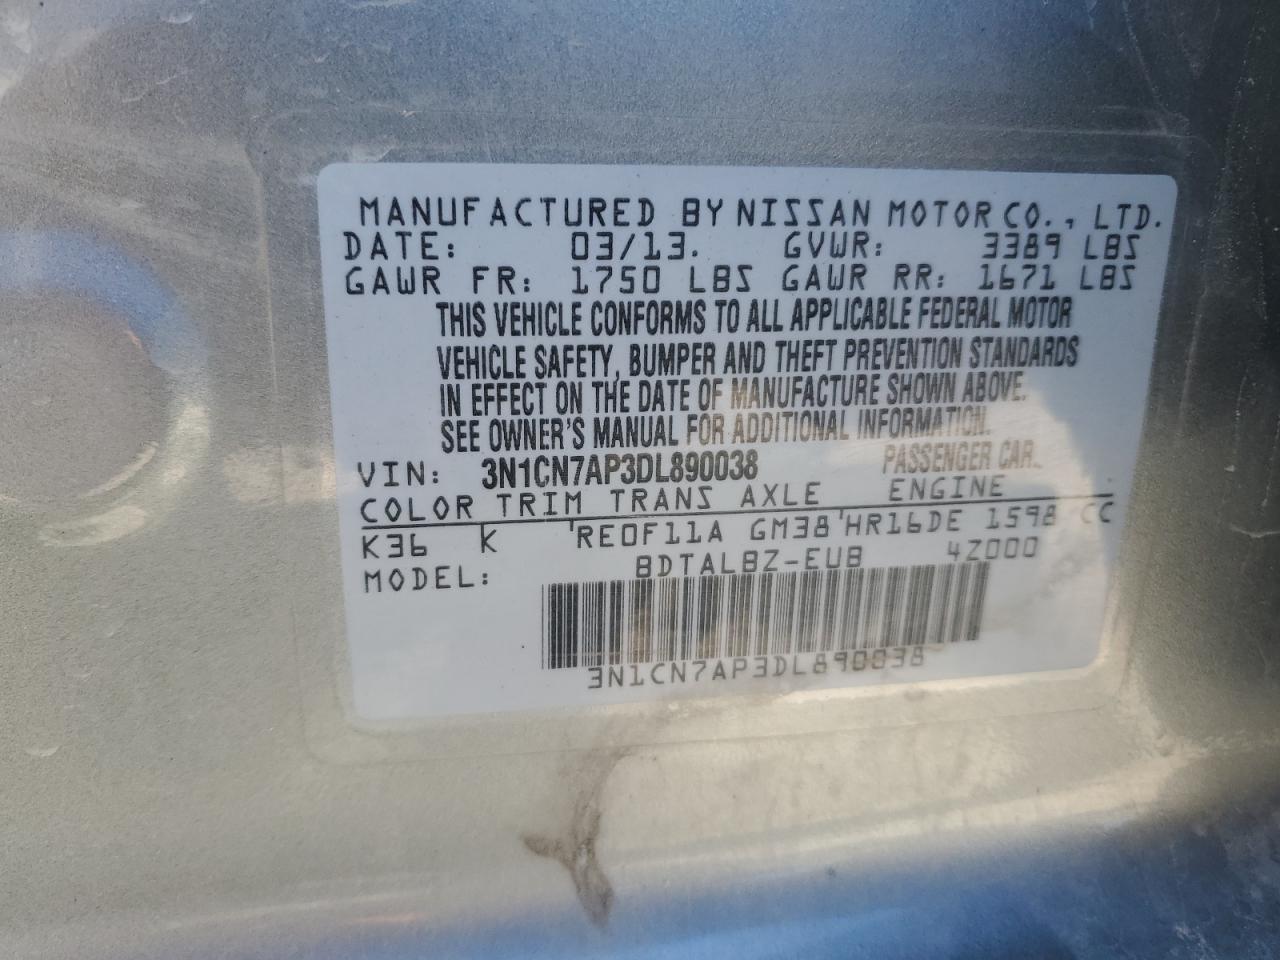 MANUFACTURED BY NISSAN MOTOR CO., LTD.
DATE: 03/13. GVWR: 3389 LBS
GAWR FR: 1750 LBS GAWR RR: 1671 LBS
THIS VEHICLE CONFORMS TO ALL APPLICABLE FEDERAL MOTOR
VEHICLE SAFETY, BUMPER AND THEFT PREVENTION STANDARDS
IN EFFECT ON THE DATE OF MANUFACTURE SHOWN ABOVE.
SEE OWNER'S MANUAL FOR ADDITIONAL INFORMATION.
VIN: 3N1CN7AP3DL890038 PASSENGER CAR.
COLOR TRIM TRANS AXLE ENGINE
K36 K 'REOF11A GM38'HR16DE 1598 CC
MODEL: BDTALBZ-EUB 4Z000
3N1CN7AP3DL890038